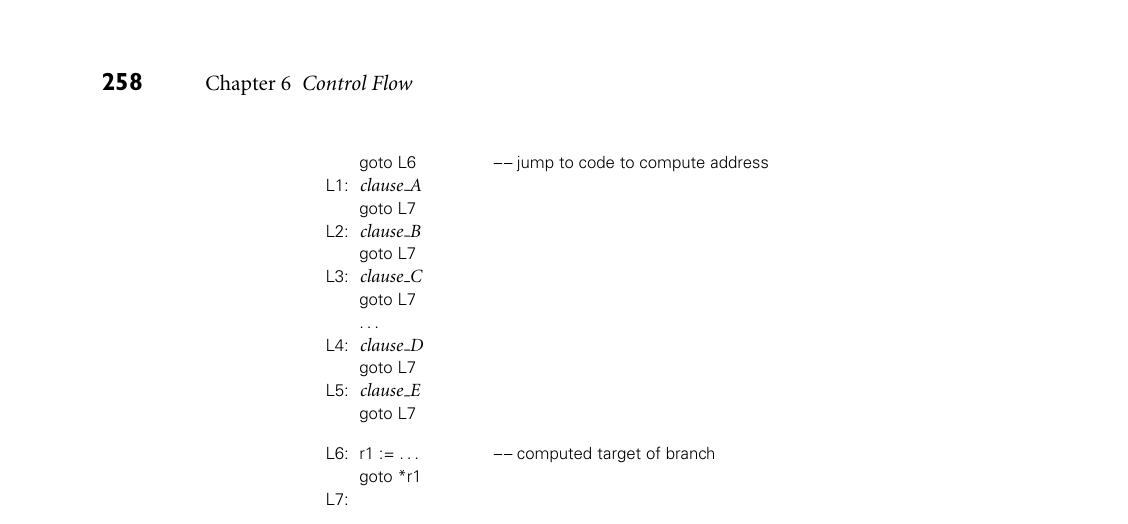 258 Chapter 6 Control Flow
goto L6 –– jump to code to compute address
L1: clause_A
goto L7
L2: clause_B
goto L7
L3: clause_C
goto L7
...
L4: clause_D
goto L7
L5: clause_E
goto L7
L6: r1 := ... –– computed target of branch
goto *r1
L7: